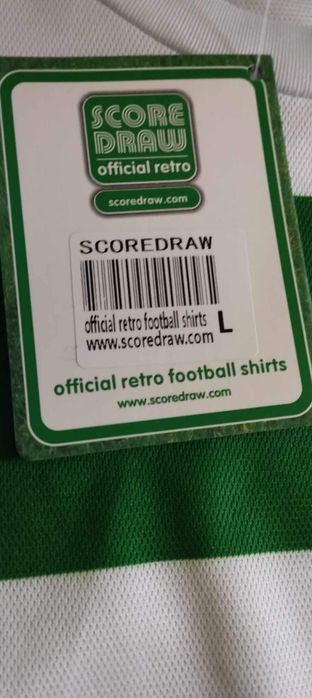 SCORE
DRAW
official retro
scoredraw.com
SCOREDRAW
official retro football shirts L
www.scoredraw.com
official retro football shirts
www.scoredraw.com